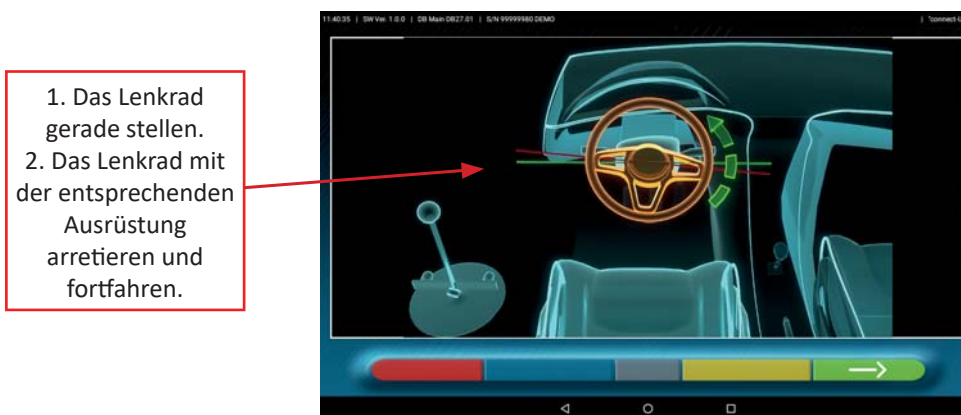 11:40:35 | SW Ver. 1.0.0 | DB Main DB27.01 | S/N 99999980 DEMO | "connect-
1. Das Lenkrad
gerade stellen.
2. Das Lenkrad mit
der entsprechenden
Ausrüstung
arretieren und
fortfahren.